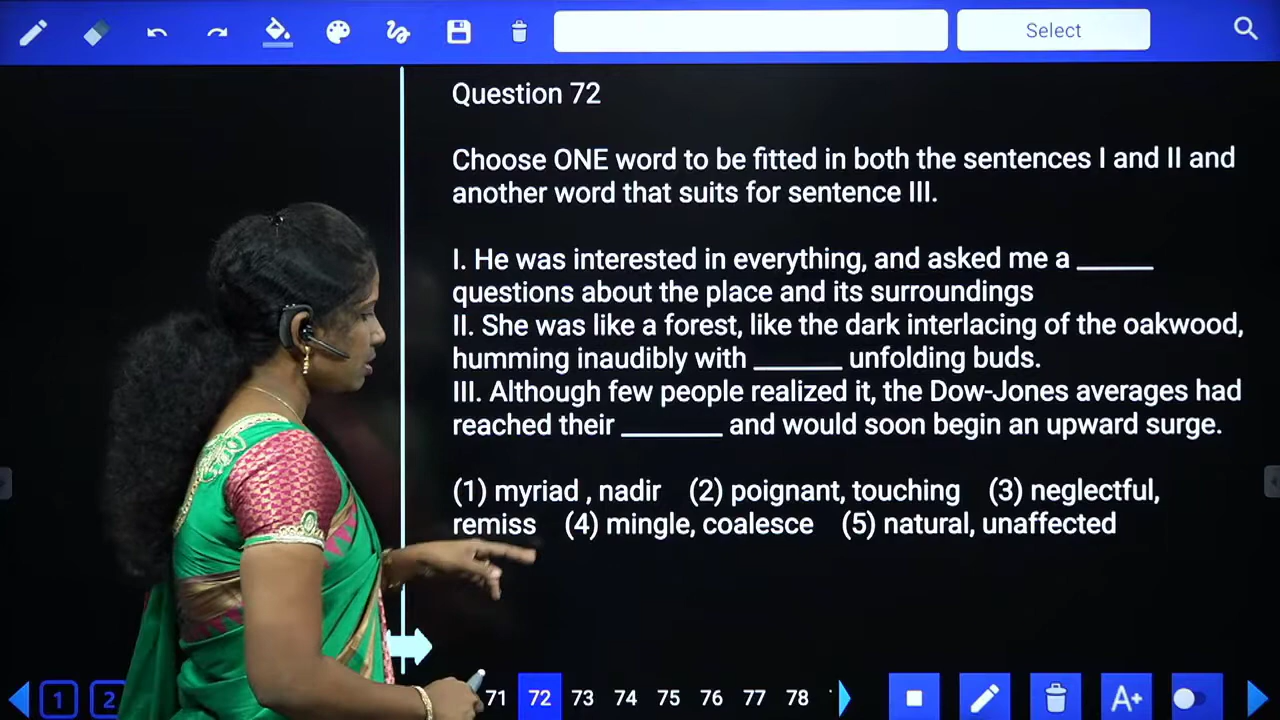 Select
Question 72
Choose ONE word to be fitted in both the sentences I and II and
another word that suits for sentence III.
I. He was interested in everything, and asked me a _____
questions about the place and its surroundings
II. She was like a forest, like the dark interlacing of the oakwood,
humming inaudibly with ______ unfolding buds.
III. Although few people realized it, the Dow-Jones averages had
reached their _______ and would soon begin an upward surge.
(1) myriad , nadir (2) poignant, touching (3) neglectful,
remiss (4) mingle, coalesce (5) natural, unaffected
1 2 71 72 73 74 75 76 77 78 A+